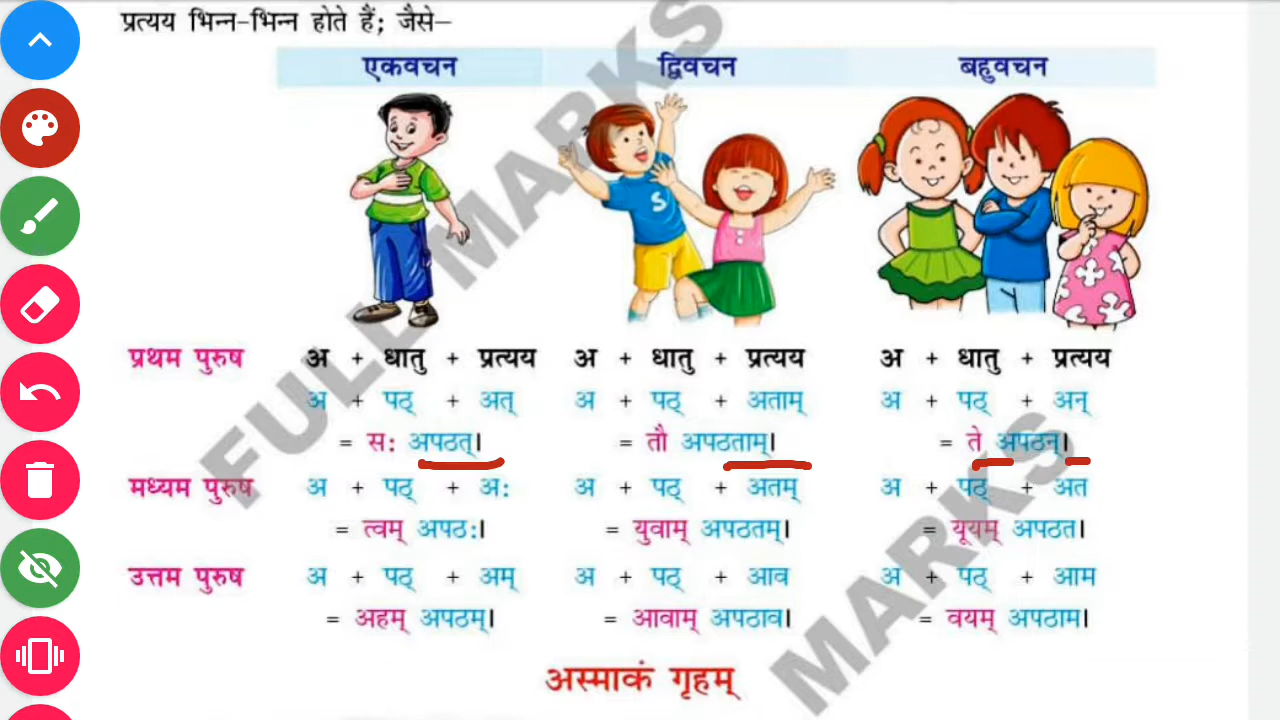 प्रत्यय भिन्न-भिन्न होते हैं; जैसे—
एकवचन द्विवचन बहुवचन
S
प्रथम पुरुष अ + धातु + प्रत्यय अ + धातु + प्रत्यय अ + धातु + प्रत्यय
अ + पठ् + अत् अ + पठ् + अताम् अ + पठ् + अन्
= सः अपठत्। = तौ अपठताम्। = ते अपठन्।
मध्यम पुरुष अ + पठ् + अः अ + पठ् + अतम् अ + पठ् + अत
= त्वम् अपठः। = युवाम् अपठतम्। = यूयम् अपठत।
उत्तम पुरुष अ + पठ् + अम् अ + पठ् + आव अ + पठ् + आम
= अहम् अपठम्। = आवाम् अपठाव। = वयम् अपठाम।
अस्माकं गृहम्
FULL MARKS
MARKS